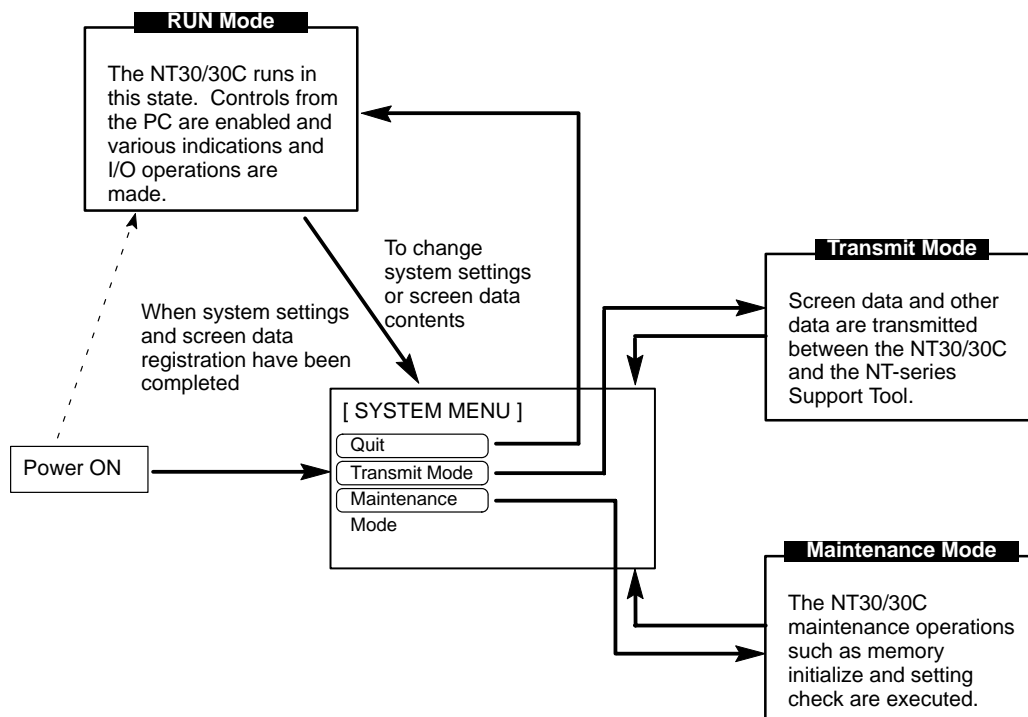 RUN Mode
The NT30/30C runs in
this state. Controls from
the PC are enabled and
various indications and
I/O operations are
made.
To change
system settings
or screen data
contents
When system settings
and screen data
registration have been
completed
Transmit Mode
Screen data and other
data are transmitted
between the NT30/30C
and the NT-series
Support Tool.
Power ON
[ SYSTEM MENU ]
Quit
Transmit Mode
Maintenance
Mode
Maintenance Mode
The NT30/30C
maintenance operations
such as memory
initialize and setting
check are executed.